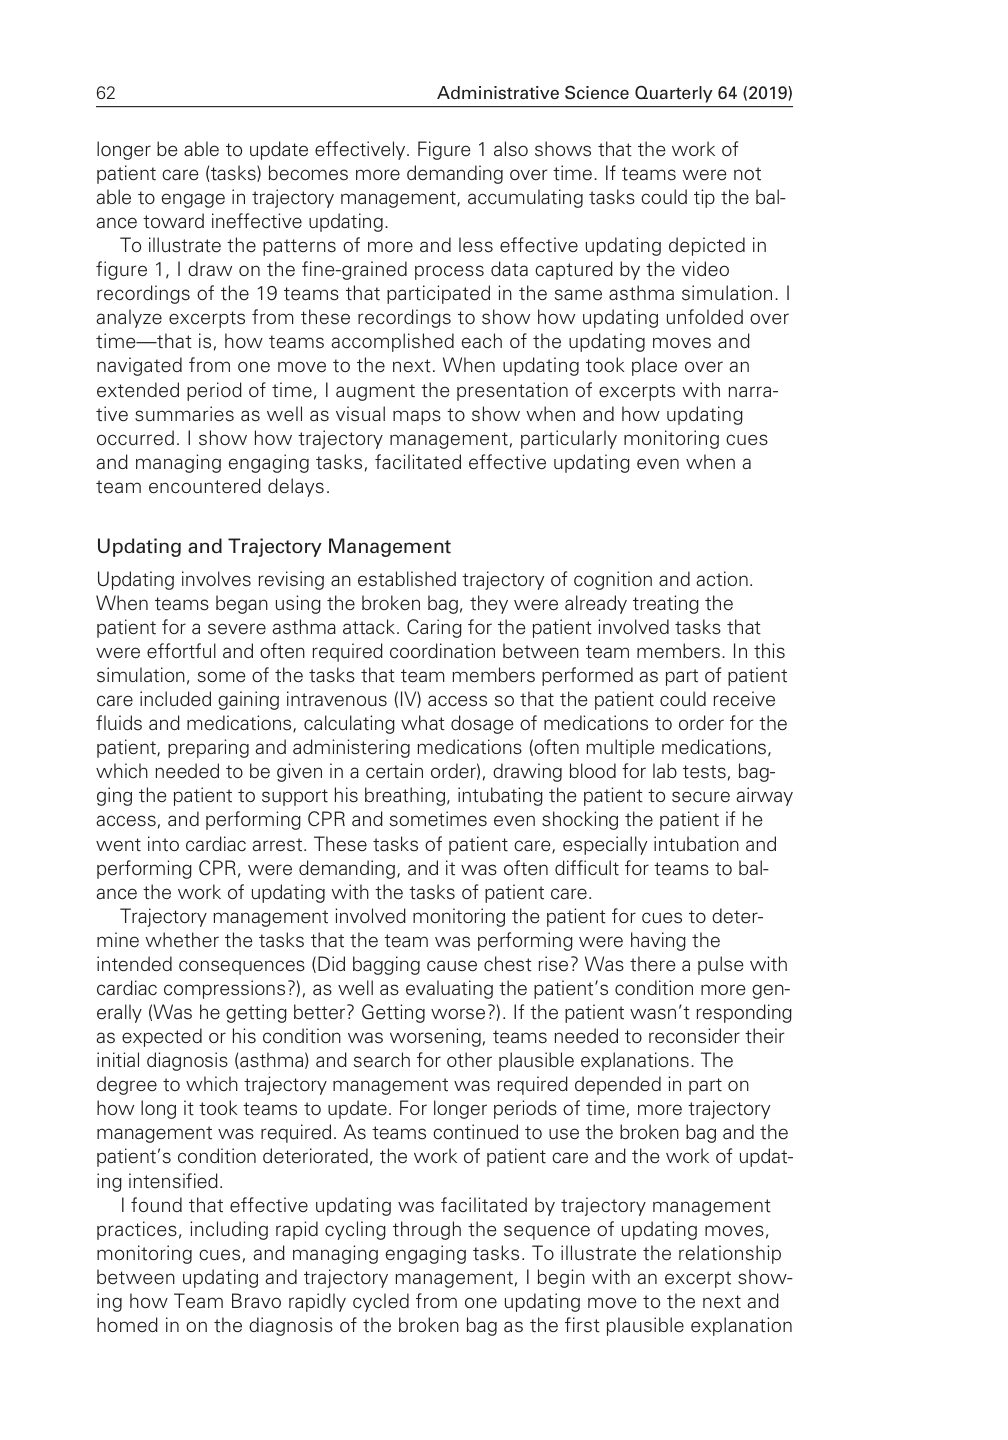 62
Administrative Science Quarterly 64 (2019)
longer be able to update effectively. Figure 1 also shows that the work of
patient care (tasks) becomes more demanding over time. If teams were not
able to engage in trajectory management, accumulating tasks could tip the bal-
ance toward ineffective updating.
To illustrate the patterns of more and less effective updating depicted in
figure 1, I draw on the fine-grained process data captured by the video
recordings of the 19 teams that participated in the same asthma simulation. I
analyze excerpts from these recordings to show how updating unfolded over
time—that is, how teams accomplished each of the updating moves and
navigated from one move to the next. When updating took place over an
extended period of time, I augment the presentation of excerpts with narra-
tive summaries as well as visual maps to show when and how updating
occurred. I show how trajectory management, particularly monitoring cues
and managing engaging tasks, facilitated effective updating even when a
team encountered delays.
Updating and Trajectory Management
Updating involves revising an established trajectory of cognition and action.
When teams began using the broken bag, they were already treating the
patient for a severe asthma attack. Caring for the patient involved tasks that
were effortful and often required coordination between team members. In this
simulation, some of the tasks that team members performed as part of patient
care included gaining intravenous (IV) access so that the patient could receive
fluids and medications, calculating what dosage of medications to order for the
patient, preparing and administering medications (often multiple medications,
which needed to be given in a certain order), drawing blood for lab tests, bag-
ging the patient to support his breathing, intubating the patient to secure airway
access, and performing CPR and sometimes even shocking the patient if he
went into cardiac arrest. These tasks of patient care, especially intubation and
performing CPR, were demanding, and it was often difficult for teams to bal-
ance the work of updating with the tasks of patient care.
Trajectory management involved monitoring the patient for cues to deter-
mine whether the tasks that the team was performing were having the
intended consequences (Did bagging cause chest rise? Was there a pulse with
cardiac compressions?), as well as evaluating the patient's condition more gen-
erally (Was he getting better? Getting worse?). If the patient wasn't responding
as expected or his condition was worsening, teams needed to reconsider their
initial diagnosis (asthma) and search for other plausible explanations. The
degree to which trajectory management was required depended in part on
how long it took teams to update. For longer periods of time, more trajectory
management was required. As teams continued to use the broken bag and the
patient's condition deteriorated, the work of patient care and the work of updat-
ing intensified.
I found that effective updating was facilitated by trajectory management
practices, including rapid cycling through the sequence of updating moves,
monitoring cues, and managing engaging tasks. To illustrate the relationship
between updating and trajectory management, I begin with an excerpt show-
ing how Team Bravo rapidly cycled from one updating move to the next and
homed in on the diagnosis of the broken bag as the first plausible explanation